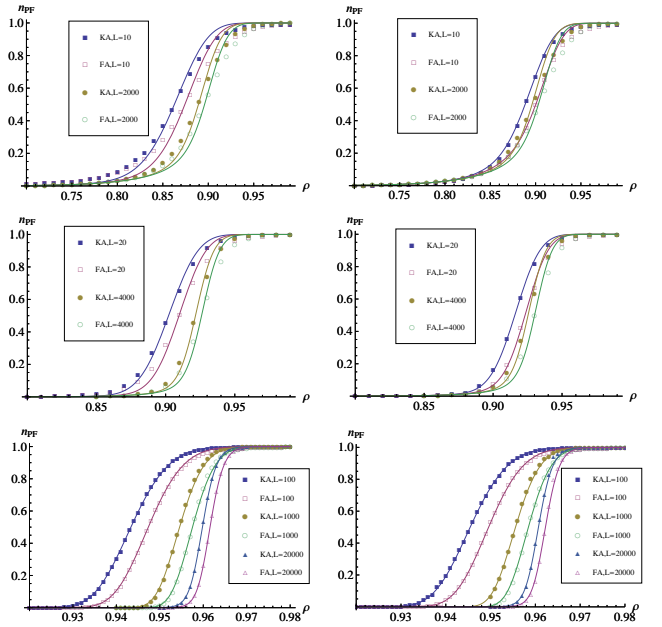 nPF
1.0
KA,L=10
0.8
FA,L=10
0.6
KA,L=2000
0.4
FA,L=2000
0.2
0.75 0.80 0.85 0.90 0.95 ρ
nPF
1.0
KA,L=10
0.8
FA,L=10
0.6
KA,L=2000
0.4
FA,L=2000
0.2
0.75 0.80 0.85 0.90 0.95 ρ
nPF
1.0
KA,L=20
0.8
FA,L=20
0.6
KA,L=4000
0.4
FA,L=4000
0.2
0.85 0.90 0.95 ρ
nPF
1.0
KA,L=20
0.8
FA,L=20
0.6
KA,L=4000
0.4
FA,L=4000
0.2
0.85 0.90 0.95 ρ
nPF
1.0
KA,L=100
0.8
FA,L=100
0.6
KA,L=1000
0.4
FA,L=1000
KA,L=20000
0.2
FA,L=20000
0.93 0.94 0.95 0.96 0.97 0.98 ρ
nPF
1.0
KA,L=100
0.8
FA,L=100
0.6
KA,L=1000
0.4
FA,L=1000
KA,L=20000
0.2
FA,L=20000
0.93 0.94 0.95 0.96 0.97 0.98 ρ